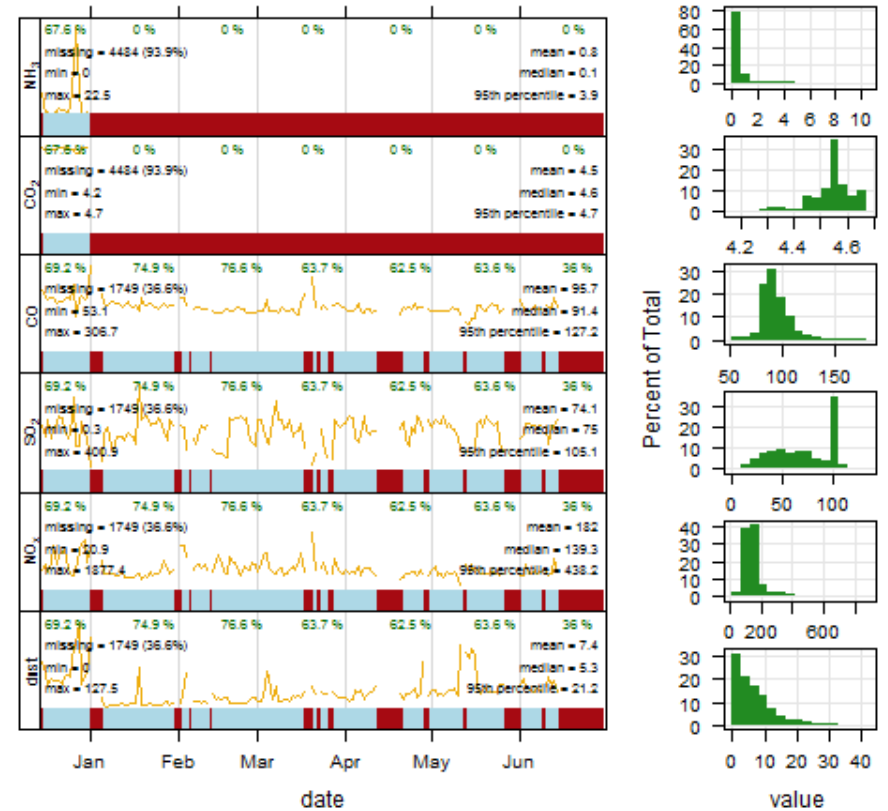 67.6 % 0 % 0 % 0 % 0 % 0 % 0 %
missing = 4484 (93.9%)
min = 0
max = 22.5
mean = 0.8
median = 0.1
95th percentile = 3.9
NH3
67.6 % 0 % 0 % 0 % 0 % 0 % 0 %
missing = 4484 (93.9%)
min = 4.2
max = 4.7
mean = 4.5
median = 4.6
95th percentile = 4.7
CO2
69.2 % 74.9 % 76.6 % 63.7 % 62.5 % 63.6 % 36 %
missing = 1749 (36.6%)
min = 53.1
max = 306.7
mean = 95.7
median = 91.4
95th percentile = 127.2
CO
69.2 % 74.9 % 76.6 % 63.7 % 62.5 % 63.6 % 36 %
missing = 1749 (36.6%)
min = 0.3
max = 400.9
mean = 74.1
median = 75
95th percentile = 105.1
SO2
69.2 % 74.9 % 76.6 % 63.7 % 62.5 % 63.6 % 36 %
missing = 1749 (36.6%)
min = 20.9
max = 1877.4
mean = 182
median = 139.3
95th percentile = 438.2
NOx
69.2 % 74.9 % 76.6 % 63.7 % 62.5 % 63.6 % 36 %
missing = 1749 (36.6%)
min = 0
max = 127.5
mean = 7.4
median = 5.3
95th percentile = 21.2
dust
Jan Feb Mar Apr May Jun
date
80
60
40
20
0
0 2 4 6 8 10
30
20
10
0
4.2 4.4 4.6
30
20
10
0
50 100 150
30
20
10
0
0 50 100
40
30
20
10
0
0 200 600
30
20
10
0
0 10 20 30 40
Percent of Total
value